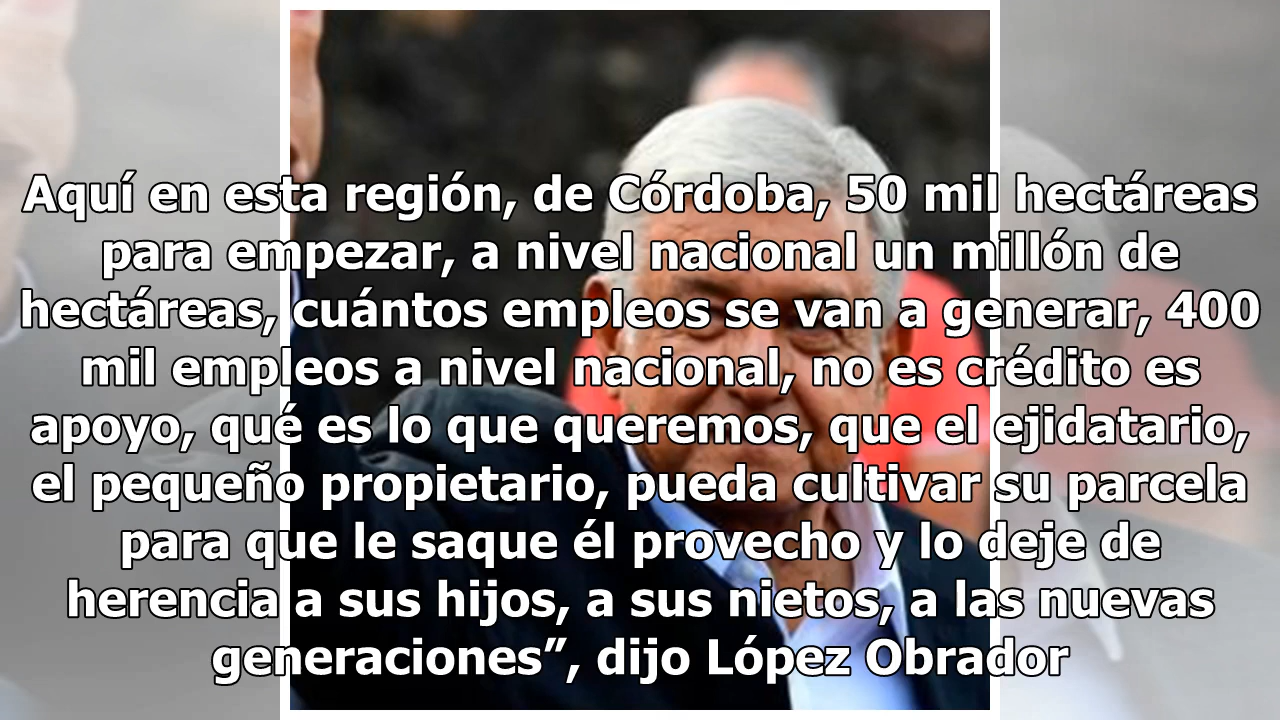 Aquí en esta región, de Córdoba, 50 mil hectáreas
para empezar, a nivel nacional un millón de
hectáreas, cuántos empleos se van a generar, 400
mil empleos a nivel nacional, no es crédito es
apoyo, qué es lo que queremos, que el ejidatario,
el pequeño propietario, pueda cultivar su parcela
para que le saque él provecho y lo deje de
herencia a sus hijos, a sus nietos, a las nuevas
generaciones”, dijo López Obrador